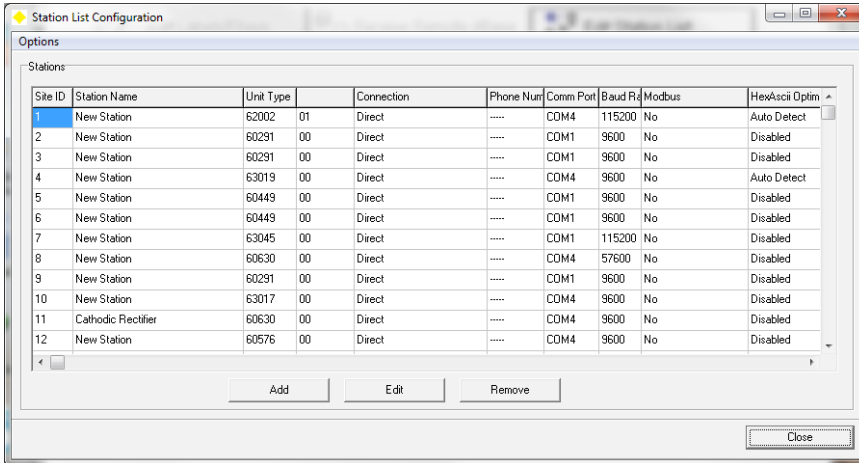 Station List Configuration
Options
Stations
Site ID Station Name Unit Type Connection Phone Num Comm Port Baud Ra Modbus HexAscii Optim
1 New Station 62002 01 Direct ----- COM4 115200 No Auto Detect
2 New Station 60291 00 Direct ----- COM1 9600 No Disabled
3 New Station 60291 00 Direct ----- COM1 9600 No Disabled
4 New Station 63019 00 Direct ----- COM4 9600 No Auto Detect
5 New Station 60449 00 Direct ----- COM1 9600 No Disabled
6 New Station 60449 00 Direct ----- COM1 9600 No Disabled
7 New Station 63045 00 Direct ----- COM1 115200 No Disabled
8 New Station 60630 00 Direct ----- COM4 57600 No Disabled
9 New Station 60291 00 Direct ----- COM1 9600 No Disabled
10 New Station 63017 00 Direct ----- COM4 9600 No Disabled
11 Cathodic Rectifier 60630 00 Direct ----- COM4 9600 No Disabled
12 New Station 60576 00 Direct ----- COM4 9600 No Disabled
Add Edit Remove
Close